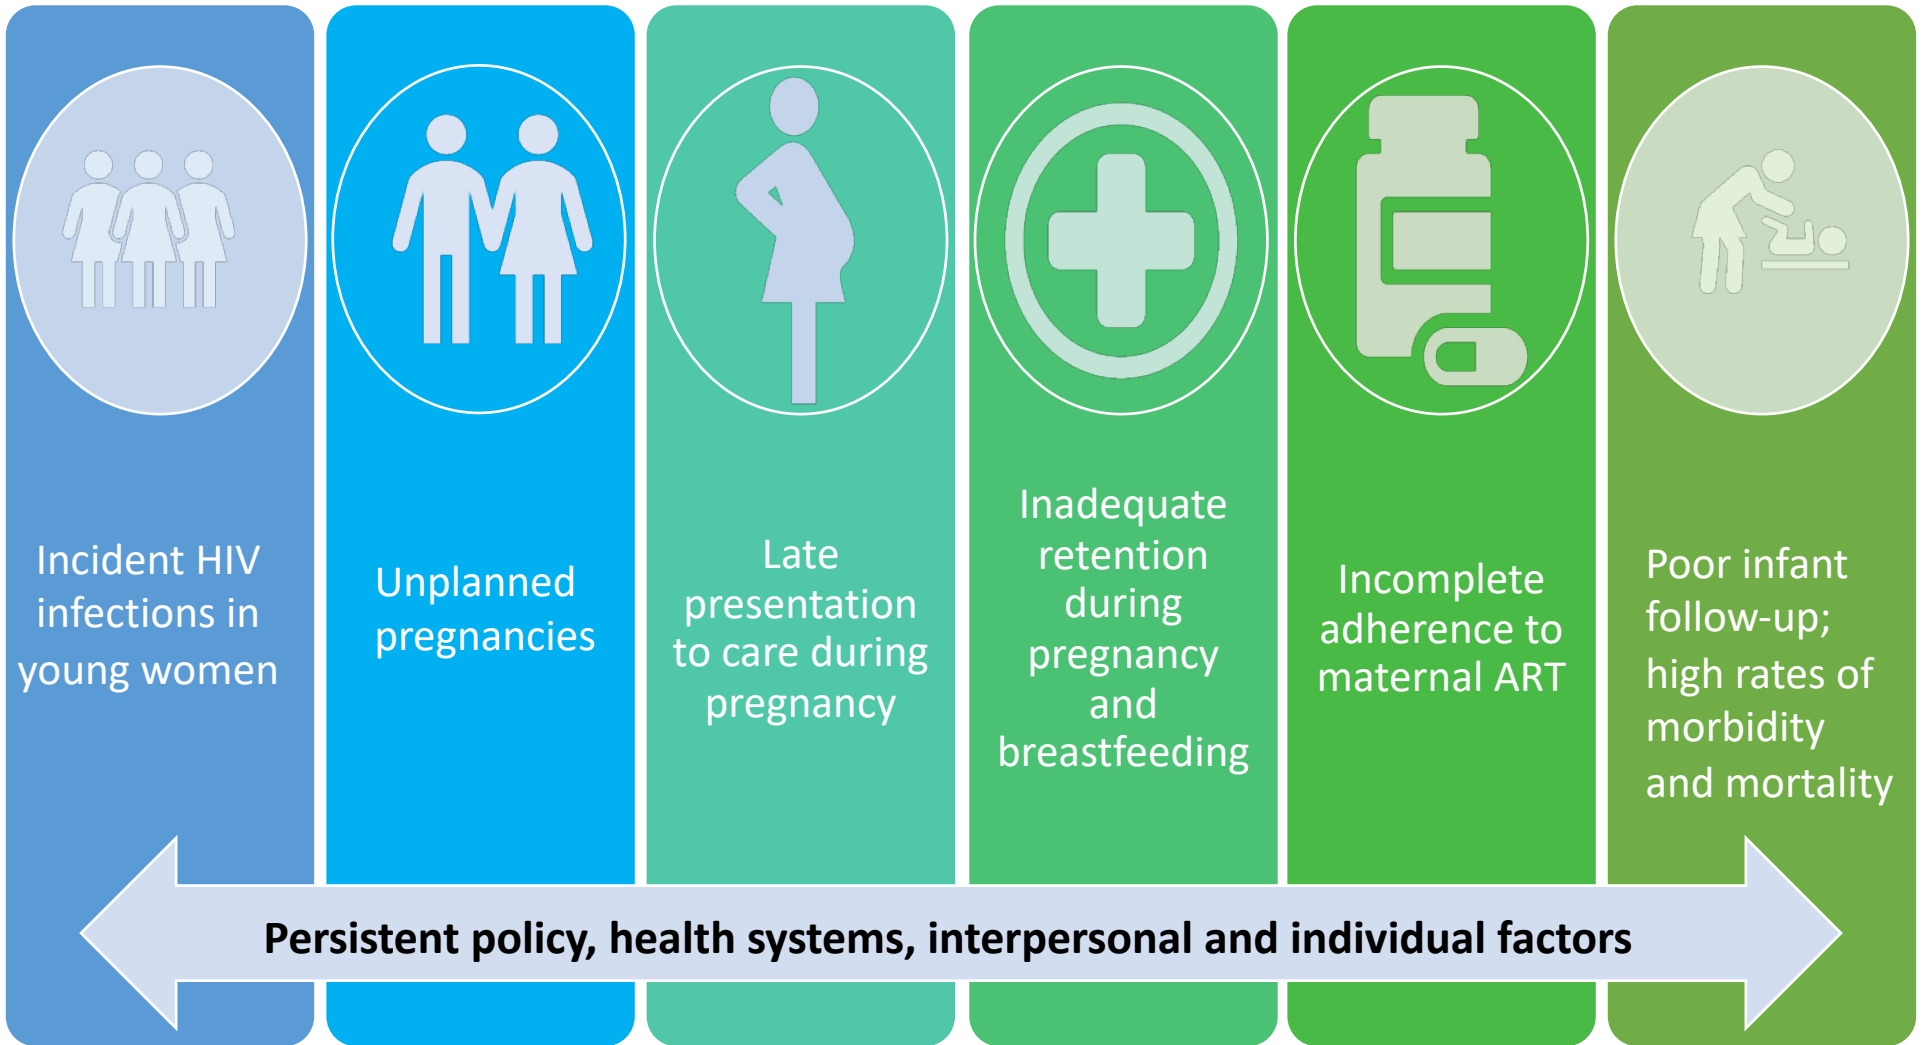 Incident HIV
infections in
young women
Unplanned
pregnancies
Late
presentation
to care during
pregnancy
Inadequate
retention
during
pregnancy
and
breastfeeding
Incomplete
adherence to
maternal ART
Poor infant
follow-up;
high rates of
morbidity
and mortality
Persistent policy, health systems, interpersonal and individual factors